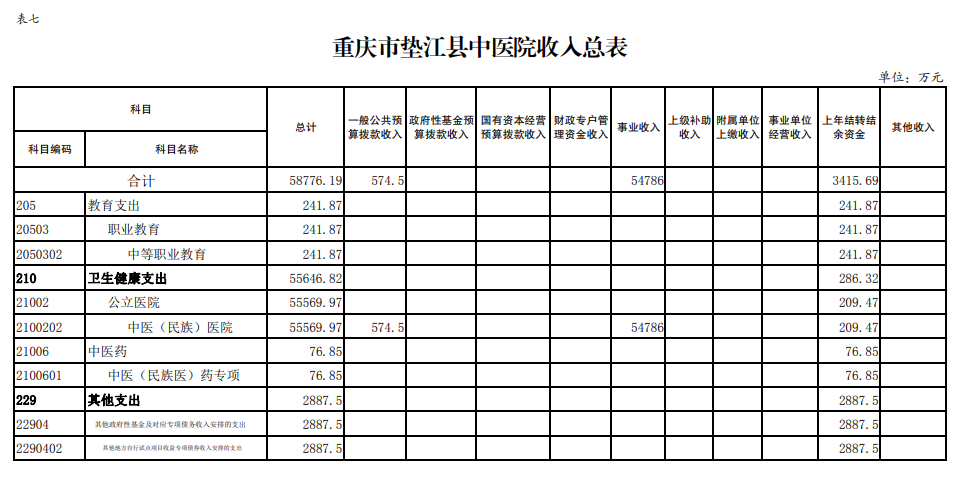 表七
重庆市垫江县中医院收入总表
单位：万元
科目 总计 一般公共预算拨款收入 政府性基金预算拨款收入 国有资本经营预算拨款收入 财政专户管理资金收入 事业收入 上级补助收入 附属单位上缴收入 事业单位经营收入 上年结转结余资金 其他收入
科目编码 科目名称
合计 58776.19 574.5 54786 3415.69
205 教育支出 241.87 241.87
20503 职业教育 241.87 241.87
2050302 中等职业教育 241.87 241.87
210 卫生健康支出 55646.82 286.32
21002 公立医院 55569.97 209.47
2100202 中医（民族）医院 55569.97 574.5 54786 209.47
21006 中医药 76.85 76.85
2100601 中医（民族医）药专项 76.85 76.85
229 其他支出 2887.5 2887.5
22904 其他政府性基金及对应专项债务收入安排的支出 2887.5 2887.5
2290402 其他地方自行试点项目收益专项债券收入安排的支出 2887.5 2887.5